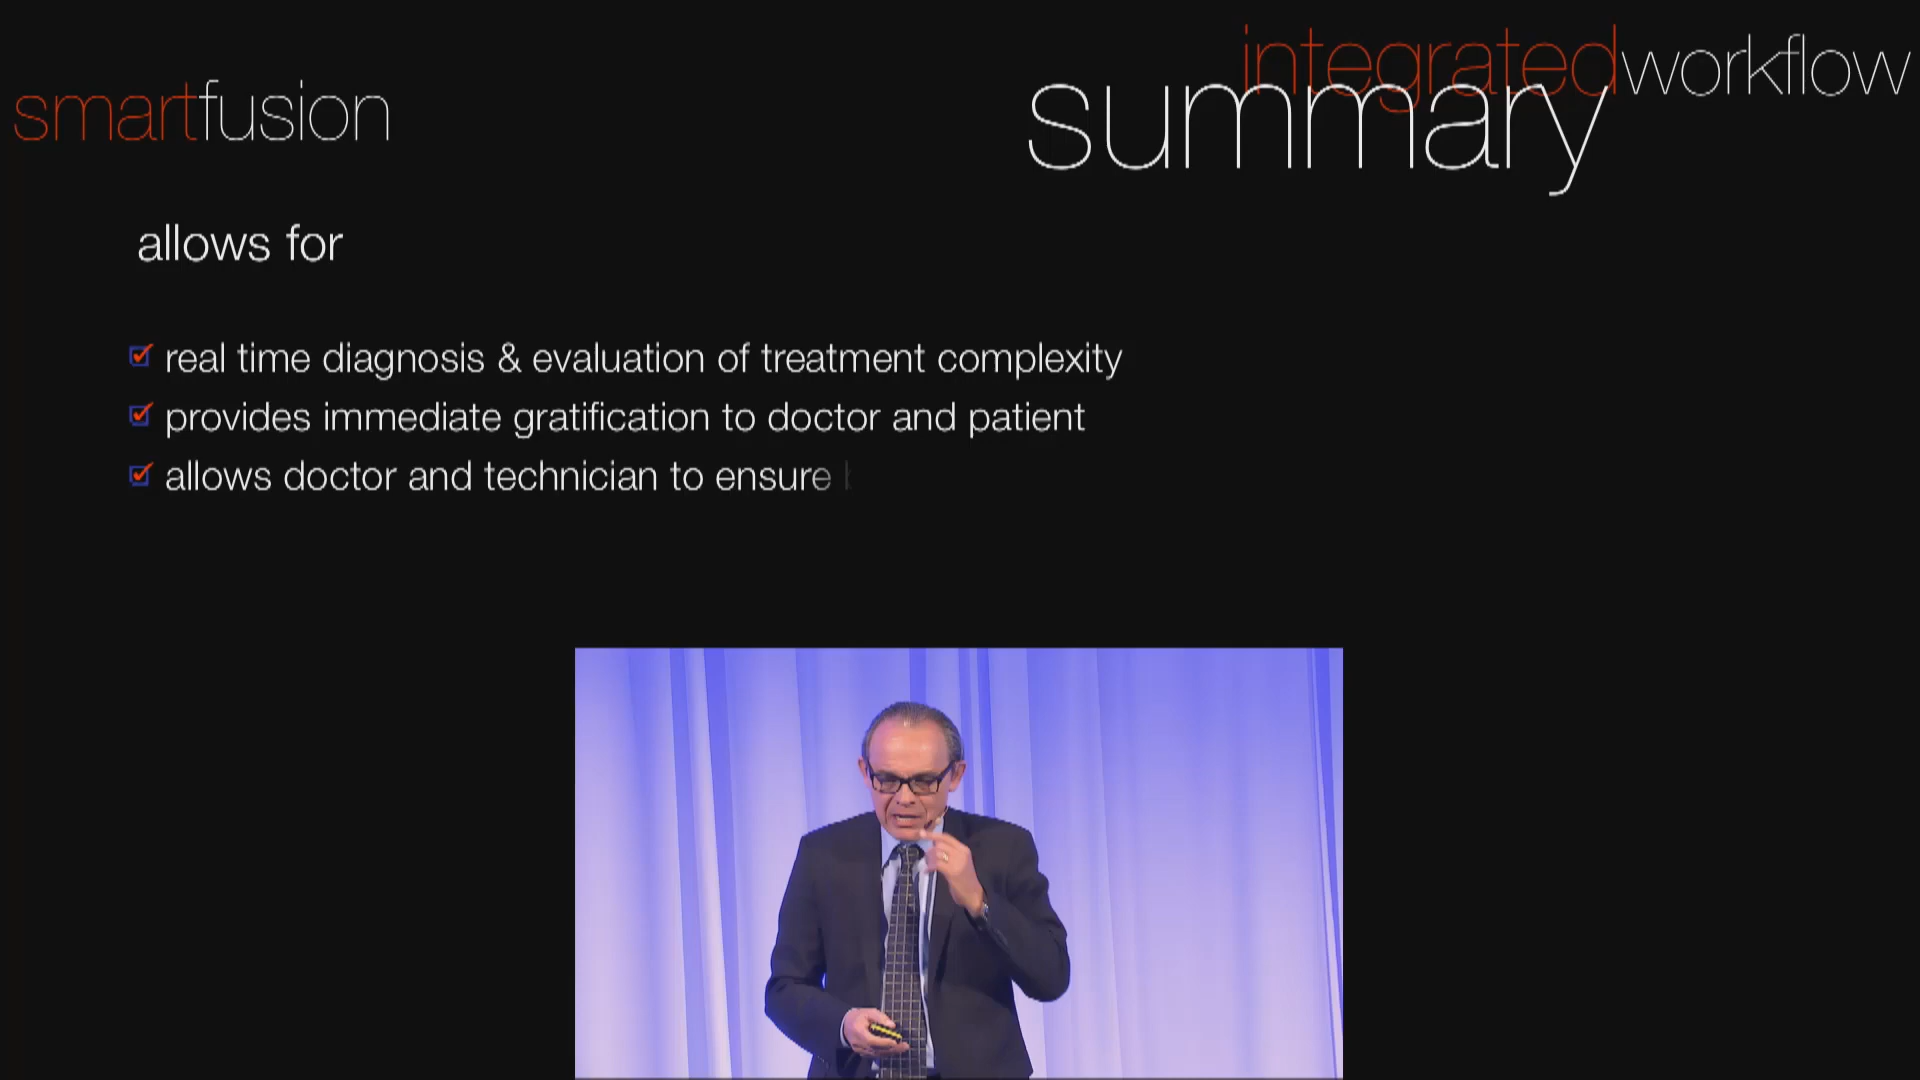 integratedworkflow
smartfusion
summary
allows for
real time diagnosis & evaluation of treatment complexity
provides immediate gratification to doctor and patient
allows doctor and technician to ensure